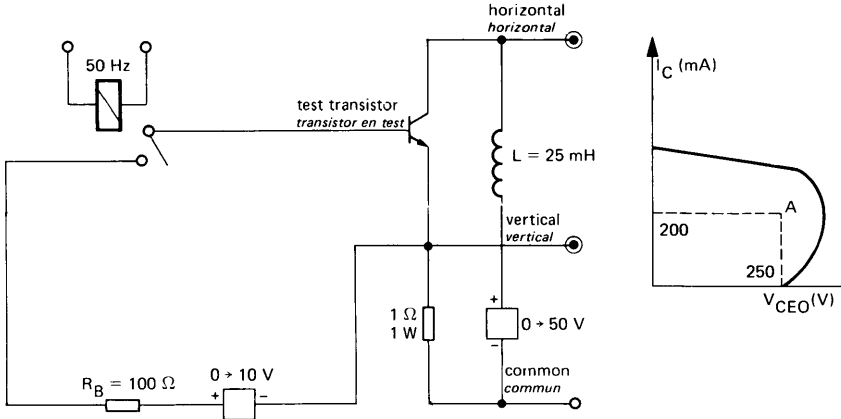 horizontal
horizontal
50 Hz
test transistor
transistor en test
L = 25 mH
vertical
vertical
1 Ω
1 W
+
0 → 50 V
−
common
commun
R_B = 100 Ω
0 → 10 V
+ −
I_C (mA)
A
200
250
V_CEO (V)